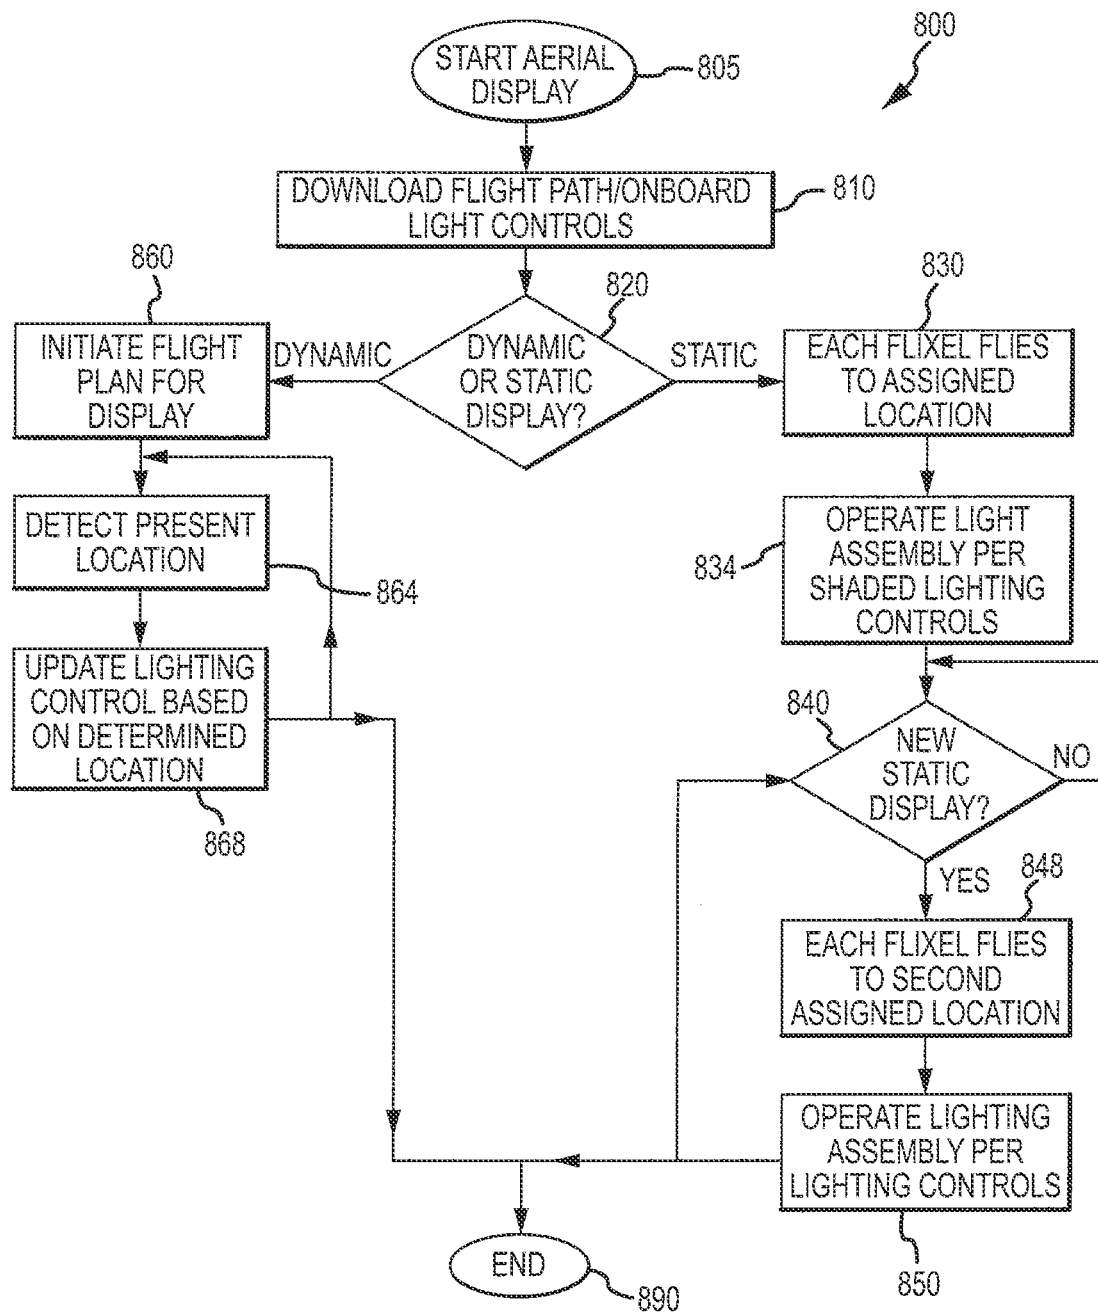 800
START AERIAL
DISPLAY
805
DOWNLOAD FLIGHT PATH/ONBOARD
LIGHT CONTROLS
810
820
DYNAMIC
OR STATIC
DISPLAY?
DYNAMIC
STATIC
860
INITIATE FLIGHT
PLAN FOR
DISPLAY
DETECT PRESENT
LOCATION
864
UPDATE LIGHTING
CONTROL BASED
ON DETERMINED
LOCATION
868
830
EACH FLIXEL FLIES
TO ASSIGNED
LOCATION
OPERATE LIGHT
ASSEMBLY PER
SHADED LIGHTING
CONTROLS
834
840
NEW
STATIC
DISPLAY?
NO
YES
848
EACH FLIXEL FLIES
TO SECOND
ASSIGNED LOCATION
OPERATE LIGHTING
ASSEMBLY PER
LIGHTING CONTROLS
850
END
890